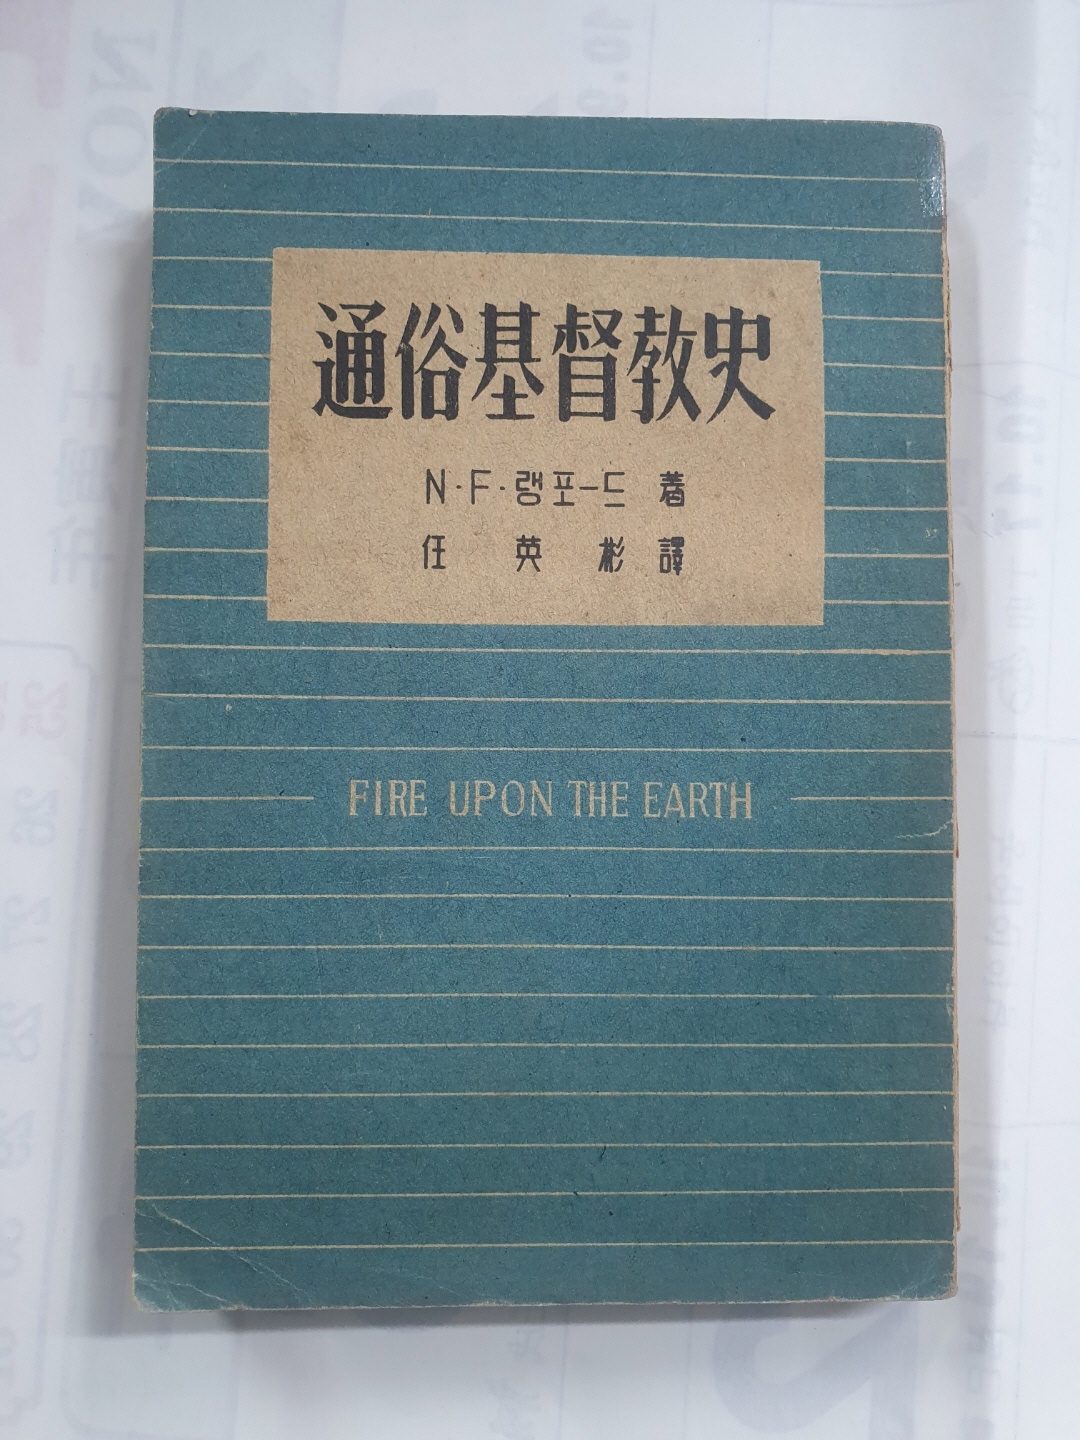 通俗基督敎史
N·F·랭포—드 著
任 英 彬 譯
FIRE UPON THE EARTH